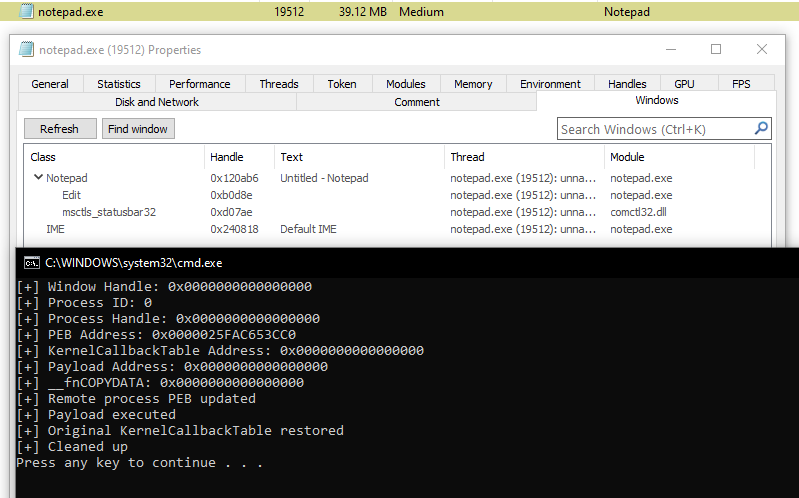 notepad.exe 19512 39.12 MB Medium Notepad
notepad.exe (19512) Properties
General Statistics Performance Threads Token Modules Memory Environment Handles GPU FPS
Disk and Network Comment Windows
Refresh Find window Search Windows (Ctrl+K)
Class Handle Text Thread Module
Notepad 0x120ab6 Untitled - Notepad notepad.exe (19512): unna... notepad.exe
Edit 0xb0d8e notepad.exe (19512): unna... notepad.exe
msctls_statusbar32 0xd07ae notepad.exe (19512): unna... comctl32.dll
IME 0x240818 Default IME notepad.exe (19512): unna... notepad.exe
C:\WINDOWS\system32\cmd.exe
[+] Window Handle: 0x0000000000000000
[+] Process ID: 0
[+] Process Handle: 0x0000000000000000
[+] PEB Address: 0x0000025FAC653CC0
[+] KernelCallbackTable Address: 0x0000000000000000
[+] Payload Address: 0x0000000000000000
[+] __fnCOPYDATA: 0x0000000000000000
[+] Remote process PEB updated
[+] Payload executed
[+] Original KernelCallbackTable restored
[+] Cleaned up
Press any key to continue . . .